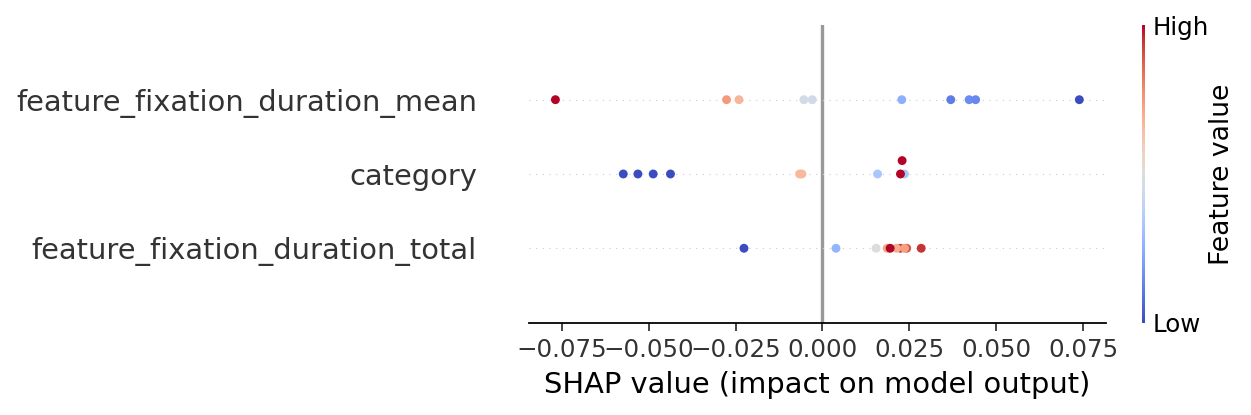 High
feature_fixation_duration_mean
category
feature_fixation_duration_total
Feature value
Low
−0.075 −0.050 −0.025 0.000 0.025 0.050 0.075
SHAP value (impact on model output)